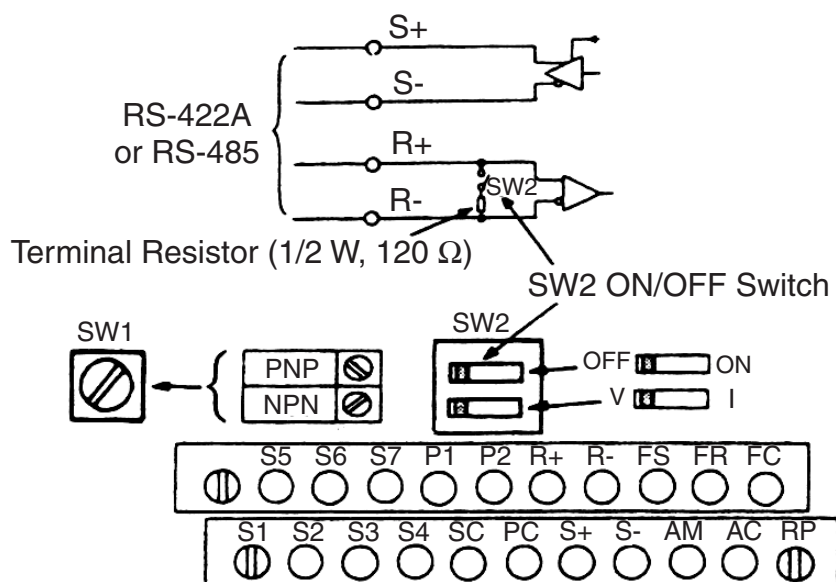 S+
S-
RS-422A
or RS-485
R+
SW2
R-
Terminal Resistor (1/2 W, 120 Ω)
SW2 ON/OFF Switch
SW1
SW2
PNP
NPN
OFF ON
V I
S5 S6 S7 P1 P2 R+ R- FS FR FC
S1 S2 S3 S4 SC PC S+ S- AM AC RP